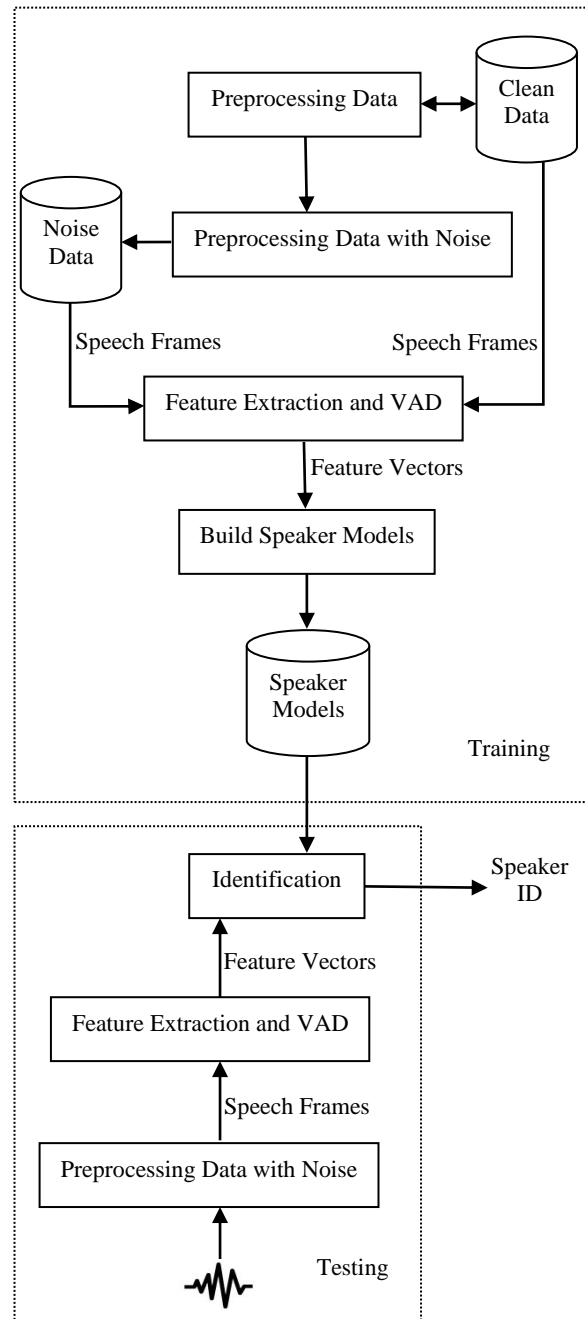 Preprocessing Data
Clean
Data
Noise
Data
Preprocessing Data with Noise
Speech Frames
Speech Frames
Feature Extraction and VAD
Feature Vectors
Build Speaker Models
Speaker
Models
Training
Identification
Speaker
ID
Feature Vectors
Feature Extraction and VAD
Speech Frames
Preprocessing Data with Noise
Testing